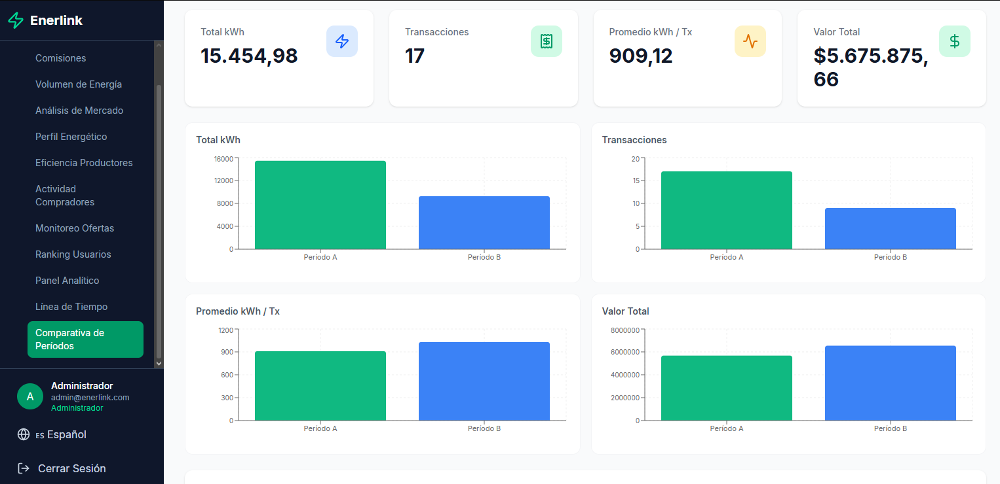 Enerlink
Comisiones
Volumen de Energía
Análisis de Mercado
Perfil Energético
Eficiencia Productores
Actividad
Compradores
Monitoreo Ofertas
Ranking Usuarios
Panel Analítico
Línea de Tiempo
Comparativa de
Períodos
A
Administrador
admin@enerlink.com
Administrador
ES Español
Cerrar Sesión
Total kWh
15.454,98
Transacciones
17
Promedio kWh / Tx
909,12
Valor Total
$5.675.875,
66
Total kWh
16000
12000
8000
4000
0
Período A
Período B
Transacciones
20
15
10
5
0
Período A
Período B
Promedio kWh / Tx
1200
900
600
300
0
Período A
Período B
Valor Total
8000000
6000000
4000000
2000000
0
Período A
Período B